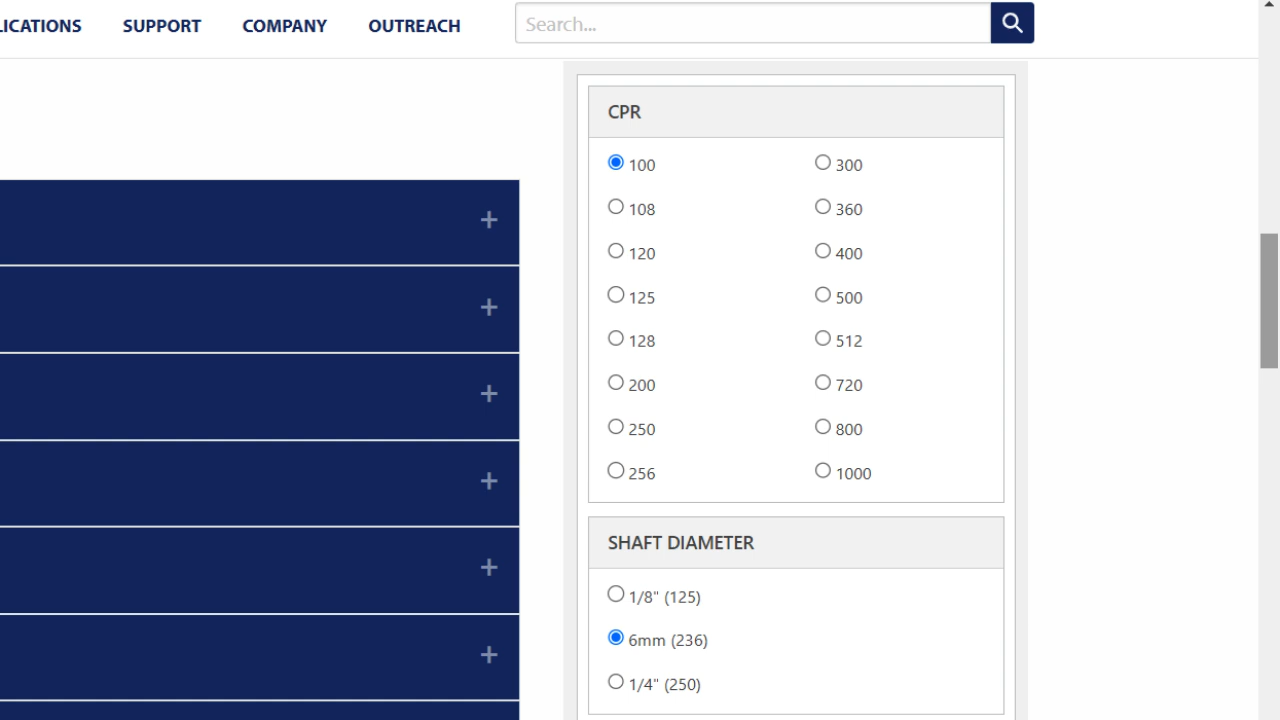 LICATIONS SUPPORT COMPANY OUTREACH Search...
CPR
100 300
108 360
120 400
125 500
128 512
200 720
250 800
256 1000
SHAFT DIAMETER
1/8" (125)
6mm (236)
1/4" (250)